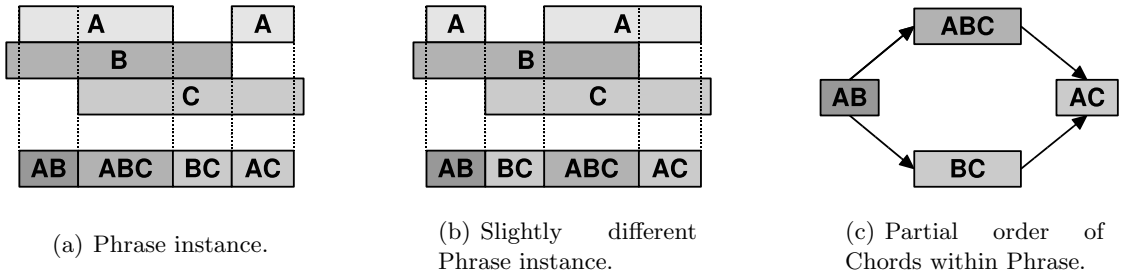 A A
B
C
AB ABC BC AC
(a) Phrase instance.
A A
B
C
AB BC ABC AC
(b) Slightly different
Phrase instance.
ABC
AB AC
BC
(c) Partial order of
Chords within Phrase.